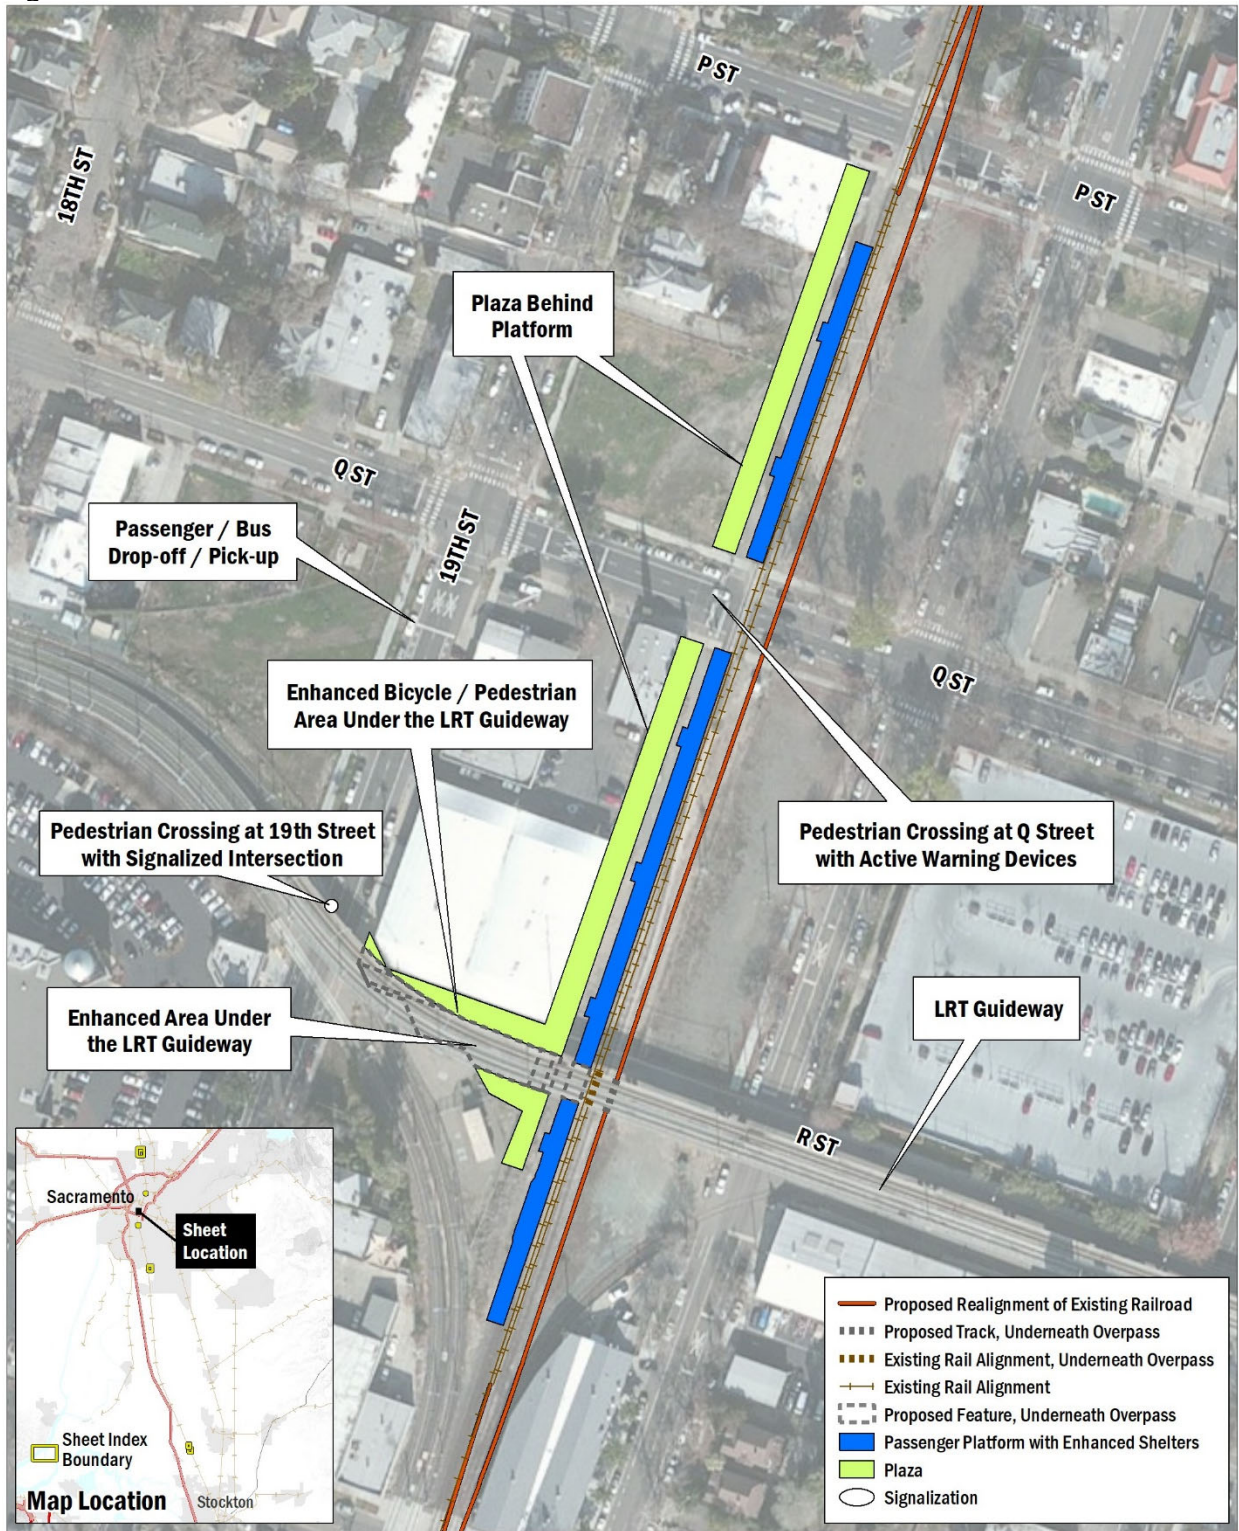 P ST
18TH ST
P ST
Plaza Behind
Platform
Q ST
Passenger / Bus
Drop-off / Pick-up
19TH ST
Enhanced Bicycle / Pedestrian
Area Under the LRT Guideway
Q ST
Pedestrian Crossing at 19th Street
with Signalized Intersection
Pedestrian Crossing at Q Street
with Active Warning Devices
Enhanced Area Under
the LRT Guideway
LRT Guideway
R ST
Sacramento
Sheet
Location
Sheet Index
Boundary
Map Location
Stockton
Proposed Realignment of Existing Railroad
Proposed Track, Underneath Overpass
Existing Rail Alignment, Underneath Overpass
Existing Rail Alignment
Proposed Feature, Underneath Overpass
Passenger Platform with Enhanced Shelters
Plaza
Signalization